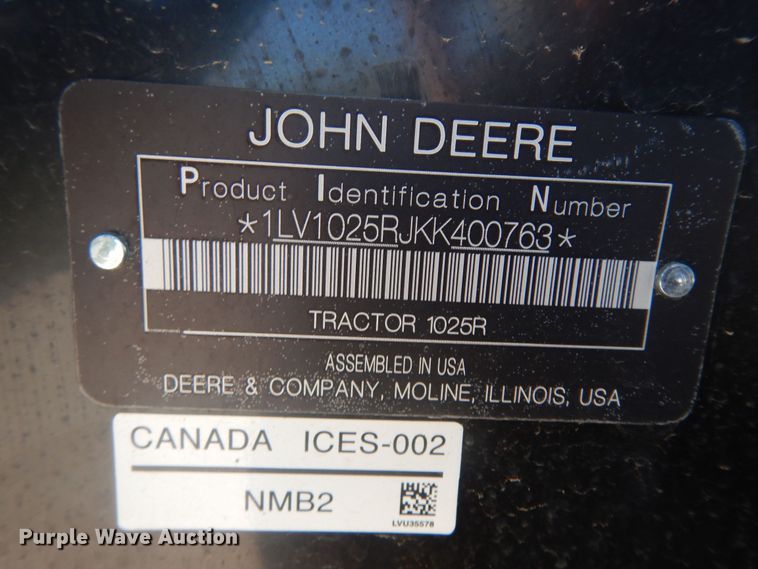 JOHN DEERE
Product Identification Number
*1LV1025RJKK400763*
TRACTOR 1025R
ASSEMBLED IN USA
DEERE & COMPANY, MOLINE, ILLINOIS, USA
CANADA ICES-002
NMB2
LVU35578
Purple Wave Auction